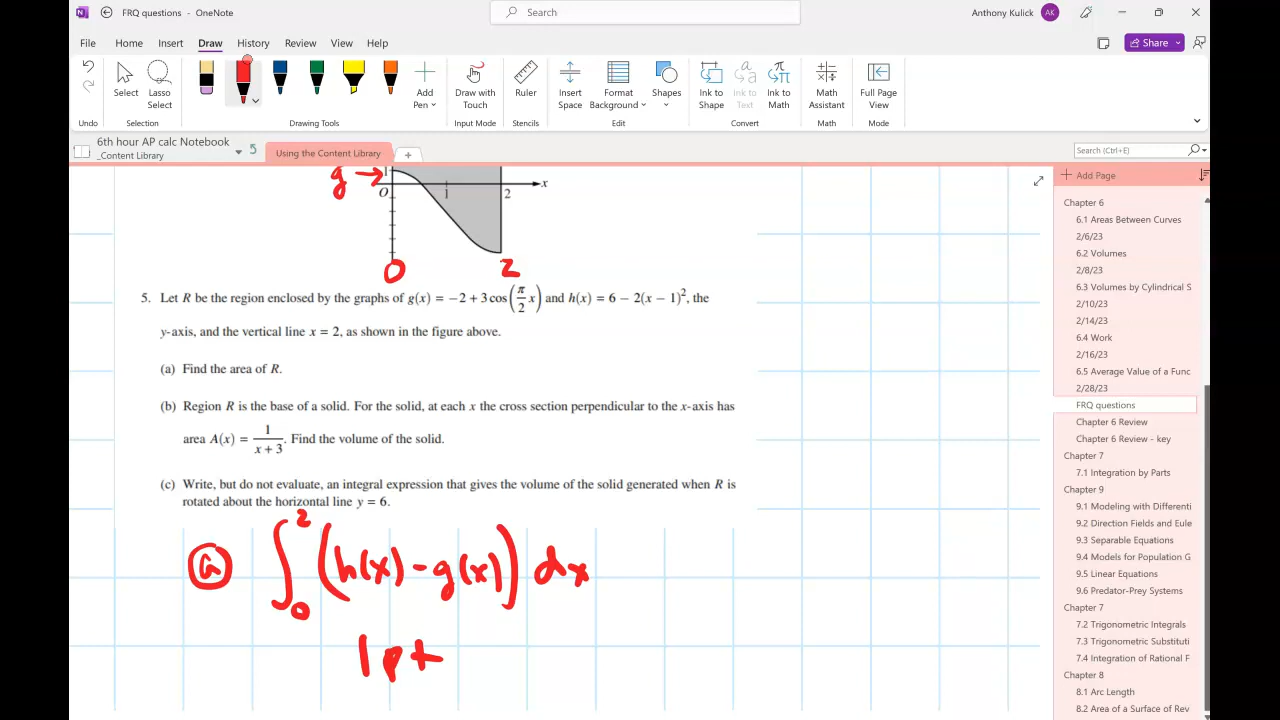 FRQ questions - OneNote
Search
Anthony Kulick AK
File Home Insert Draw History Review View Help
Share
Undo
Select
Lasso Select
Add Pen
Draw with Touch
Ruler
Insert Space
Format Background
Shapes
Ink to Shape
Ink to Text
Ink to Math
Math Assistant
Full Page View
Undo Selection Drawing Tools Input Mode Stencils Edit Convert Math Mode
6th hour AP calc Notebook
_Content Library
Using the Content Library
Search (Ctrl+E)
Add Page
g → 1
O 1 2 x
0 2
5. Let R be the region enclosed by the graphs of g(x) = −2 + 3 cos(π/2 x) and h(x) = 6 − 2(x − 1)², the
y-axis, and the vertical line x = 2, as shown in the figure above.
(a) Find the area of R.
(b) Region R is the base of a solid. For the solid, at each x the cross section perpendicular to the x-axis has
area A(x) = 1/(x + 3). Find the volume of the solid.
(c) Write, but do not evaluate, an integral expression that gives the volume of the solid generated when R is
rotated about the horizontal line y = 6.
(a) ∫₀² (h(x) - g(x)) dx
1 pt
Chapter 6
6.1 Areas Between Curves
2/6/23
6.2 Volumes
2/8/23
6.3 Volumes by Cylindrical S
2/10/23
2/14/23
6.4 Work
2/16/23
6.5 Average Value of a Func
2/28/23
FRQ questions
Chapter 6 Review
Chapter 6 Review - key
Chapter 7
7.1 Integration by Parts
Chapter 9
9.1 Modeling with Differenti
9.2 Direction Fields and Eule
9.3 Separable Equations
9.4 Models for Population G
9.5 Linear Equations
9.6 Predator-Prey Systems
Chapter 7
7.2 Trigonometric Integrals
7.3 Trigonometric Substituti
7.4 Integration of Rational F
Chapter 8
8.1 Arc Length
8.2 Area of a Surface of Rev